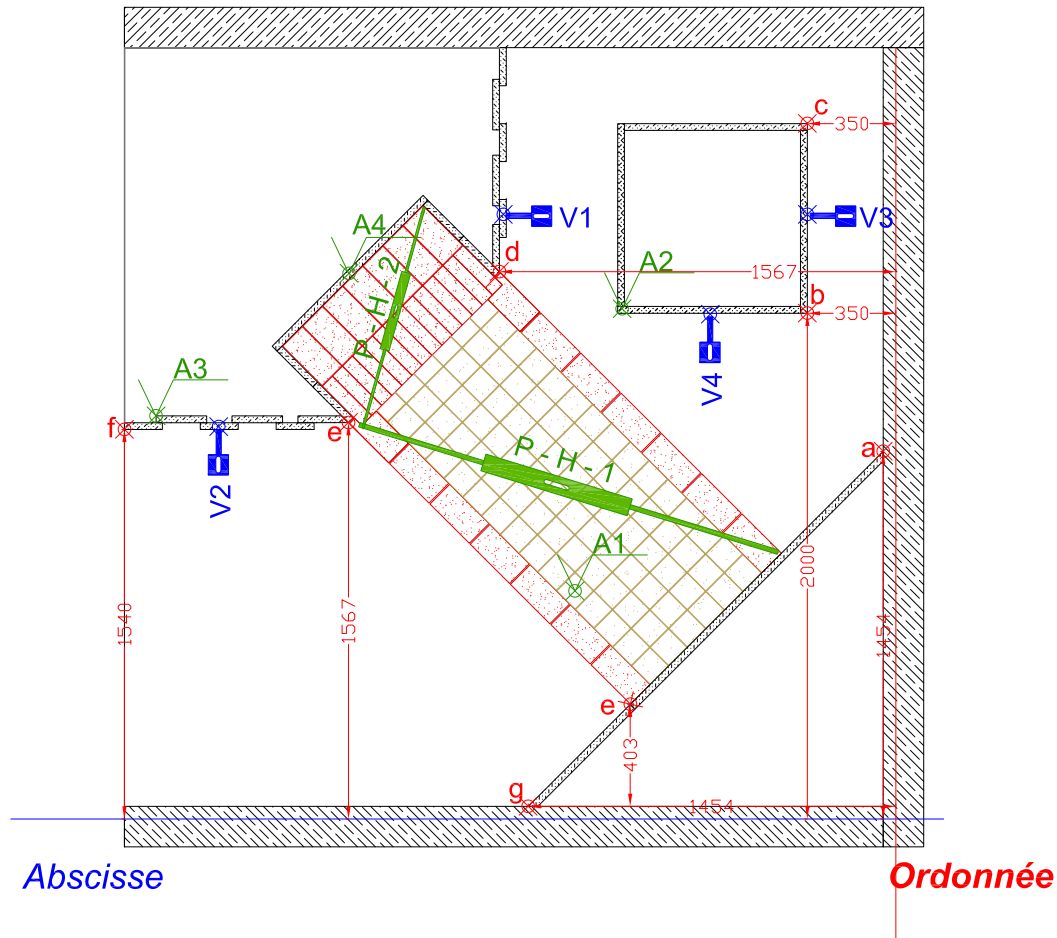 c
350
A4
V1
V3
d
A2
1567
b
350
P-H-2
A3
V4
f
e
a
P-H-1
V2
A1
2000
1540
1567
1454
e
403
g
1454
Abscisse
Ordonnée